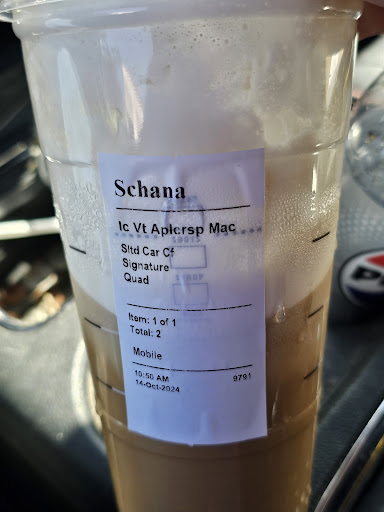 Schana
Ic Vt Aplcrsp Mac
Sltd Car Cf
Signature
Quad
Item: 1 of 1
Total: 2
Mobile
10:50 AM 9791
14-Oct-2024